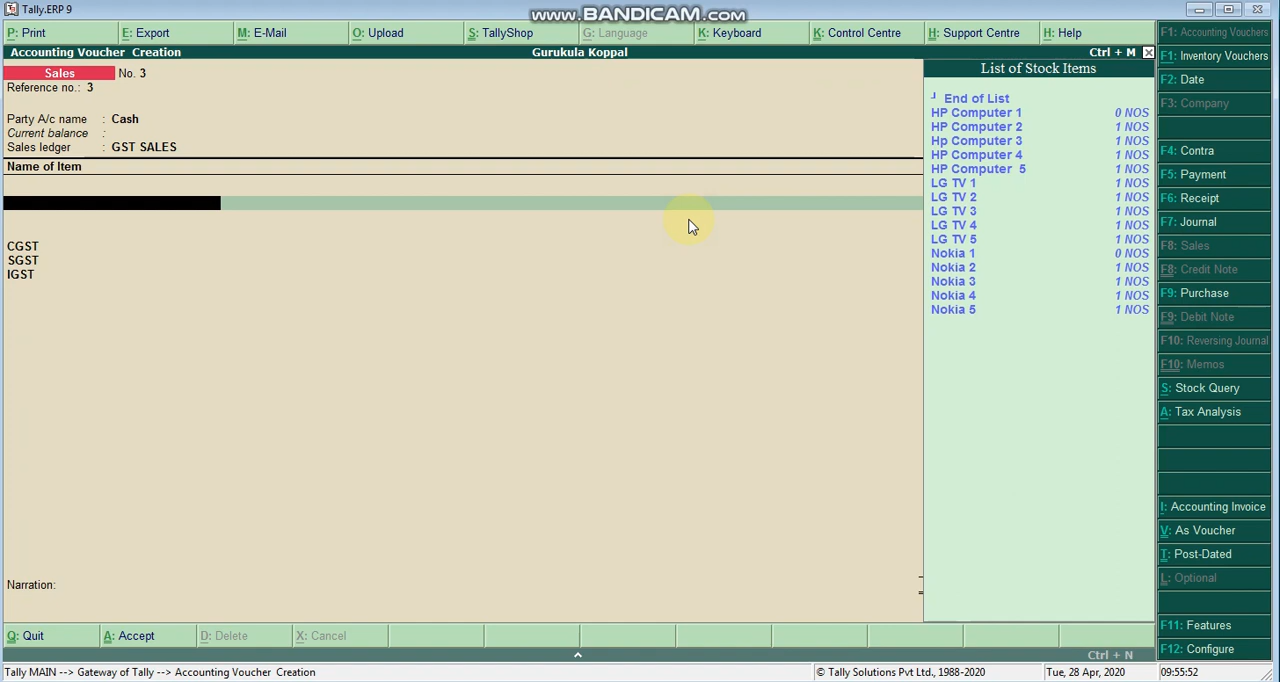 Tally.ERP 9
www.BANDICAM.com
P: Print
E: Export
M: E-Mail
O: Upload
S: TallyShop
G: Language
K: Keyboard
K: Control Centre
H: Support Centre
H: Help
Accounting Voucher Creation
Gurukula Koppal
Ctrl + M
Sales No. 3
Reference no.: 3
Party A/c name : Cash
Current balance :
Sales ledger : GST SALES
Name of Item
CGST
SGST
IGST
Narration:
List of Stock Items
End of List
HP Computer 1 0 NOS
HP Computer 2 1 NOS
Hp Computer 3 1 NOS
HP Computer 4 1 NOS
HP Computer 5 1 NOS
LG TV 1 1 NOS
LG TV 2 1 NOS
LG TV 3 1 NOS
LG TV 4 1 NOS
LG TV 5 1 NOS
Nokia 1 0 NOS
Nokia 2 1 NOS
Nokia 3 1 NOS
Nokia 4 1 NOS
Nokia 5 1 NOS
F1: Accounting Vouchers
F1: Inventory Vouchers
F2: Date
F3: Company
F4: Contra
F5: Payment
F6: Receipt
F7: Journal
F8: Sales
F8: Credit Note
F9: Purchase
F9: Debit Note
F10: Reversing Journal
F10: Memos
S: Stock Query
A: Tax Analysis
I: Accounting Invoice
V: As Voucher
T: Post-Dated
L: Optional
F11: Features
F12: Configure
Q: Quit
A: Accept
D: Delete
X: Cancel
Ctrl + N
Tally MAIN --> Gateway of Tally --> Accounting Voucher Creation
© Tally Solutions Pvt Ltd., 1988-2020
Tue, 28 Apr, 2020
09:55:52